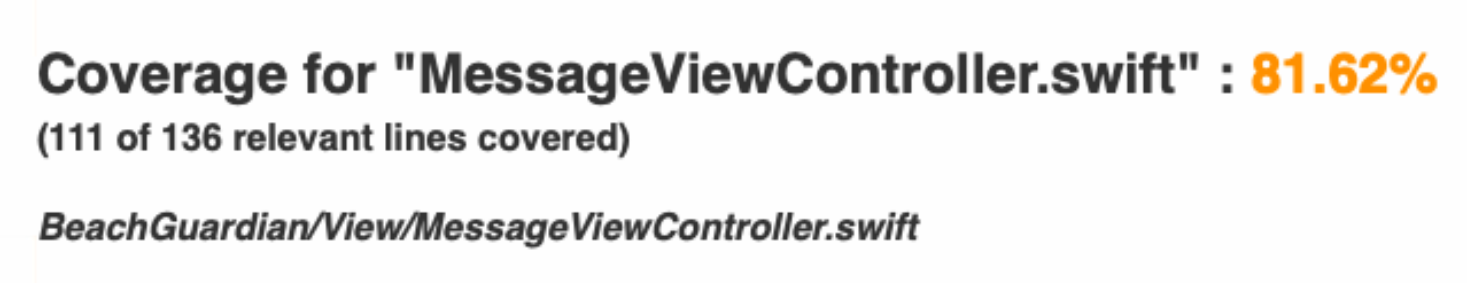 Coverage for "MessageViewController.swift" : 81.62%
(111 of 136 relevant lines covered)
BeachGuardian/View/MessageViewController.swift